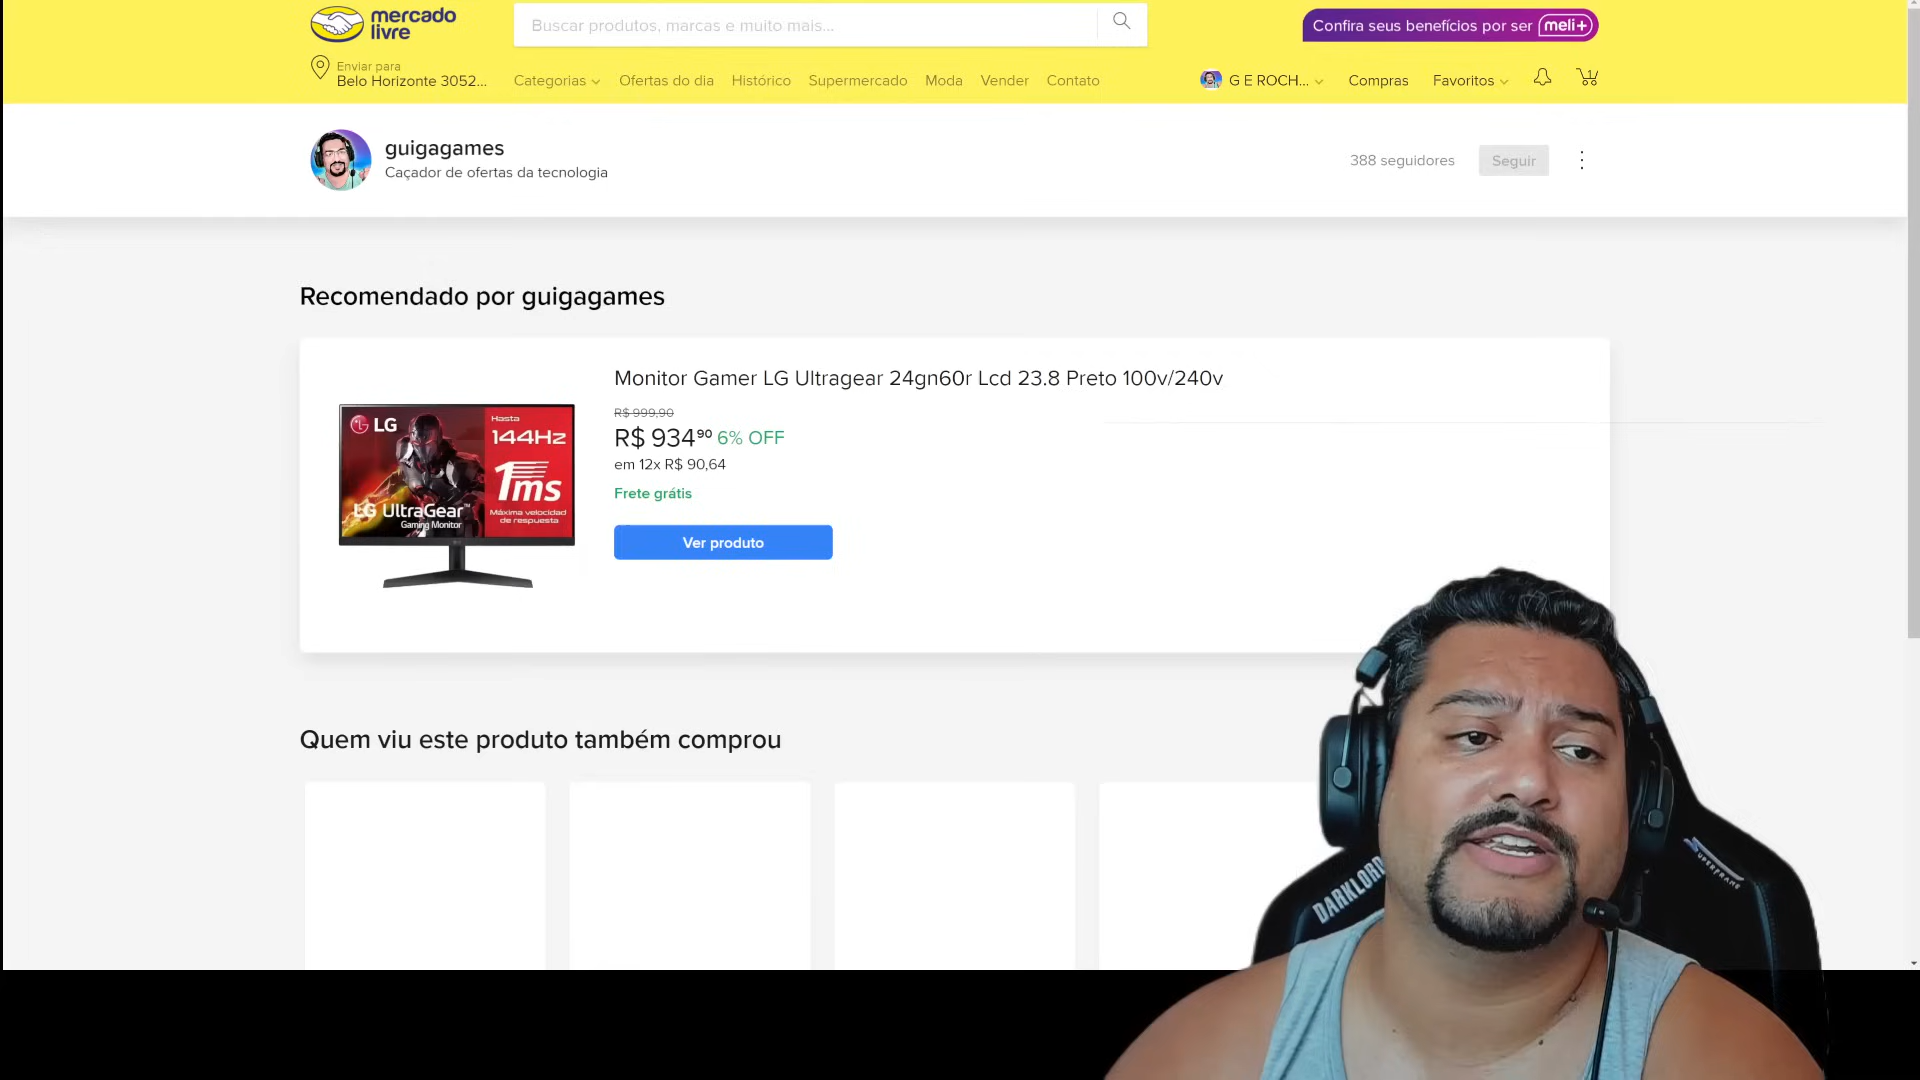 mercado
livre
Buscar produtos, marcas e muito mais...
Confira seus benefícios por ser meli+
Enviar para
Belo Horizonte 3052...
Categorias
Ofertas do dia
Histórico
Supermercado
Moda
Vender
Contato
G E ROCH...
Compras
Favoritos
guigagames
Caçador de ofertas da tecnologia
388 seguidores
Seguir
Recomendado por guigagames
Monitor Gamer LG Ultragear 24gn60r Lcd 23.8 Preto 100v/240v
R$ 999,90
R$ 934 90 6% OFF
em 12x R$ 90,64
Frete grátis
Ver produto
LG
Hasta
144Hz
1ms
Máxima velocidad
de respuesta
LG UltraGear™
Gaming Monitor
Quem viu este produto também comprou
DARKLORD
SUPERFRAME